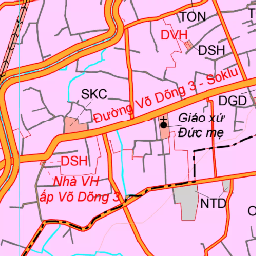 TON
DVH
DSH
SKC
Đường Võ Dõng 3 - Soklu
DGD
Giáo xứ
Đức mẹ
DSH
Nhà VH
ấp Võ Dõng 3
NTD